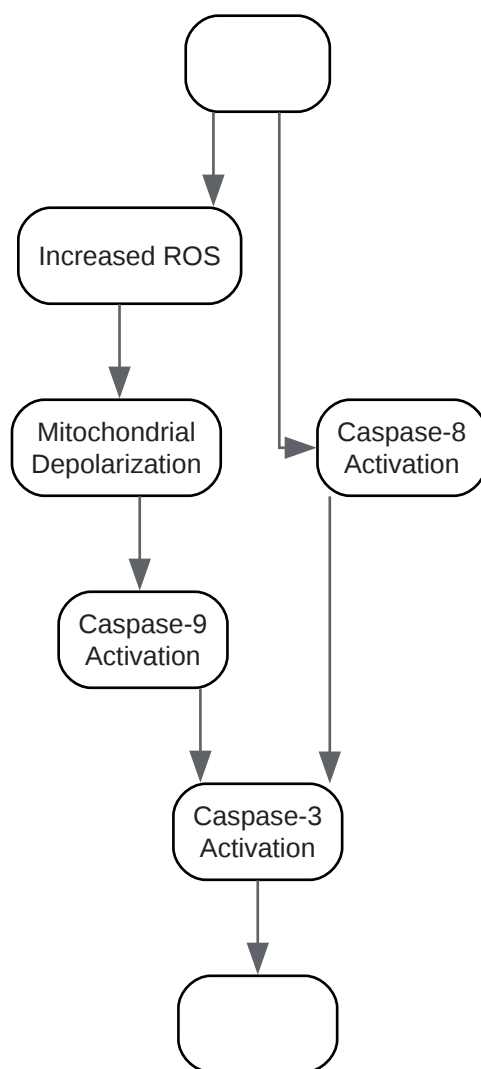 Increased ROS
Mitochondrial
Depolarization
Caspase-8
Activation
Caspase-9
Activation
Caspase-3
Activation